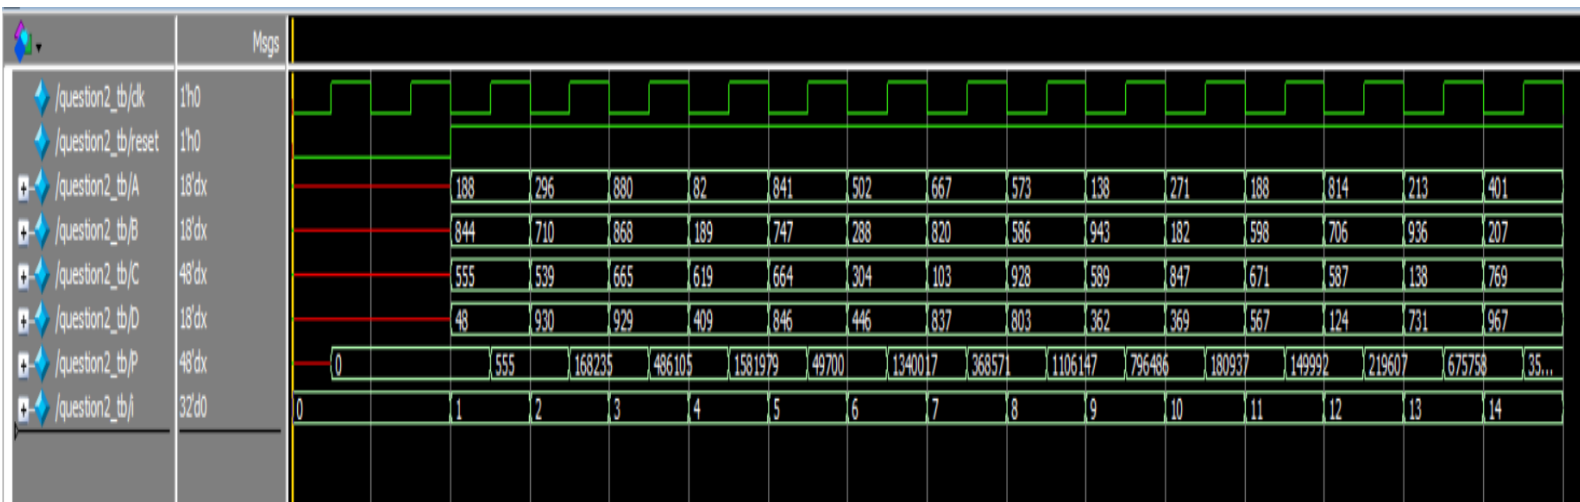 Msgs
/question2_tb/clk 1'h0
/question2_tb/reset 1'h0
/question2_tb/A 18'dx 188 296 880 82 841 502 667 573 138 271 188 814 213 401
/question2_tb/B 18'dx 844 710 868 189 747 288 820 586 943 182 598 706 936 207
/question2_tb/C 48'dx 555 539 665 619 664 304 103 928 589 847 671 587 138 769
/question2_tb/D 18'dx 48 930 929 409 846 446 837 803 362 369 567 124 731 967
/question2_tb/P 48'dx 0 555 168235 486105 1581979 49700 1340017 368571 1106147 796486 180937 149992 219607 675758 35...
/question2_tb/i 32'd0 0 1 2 3 4 5 6 7 8 9 10 11 12 13 14